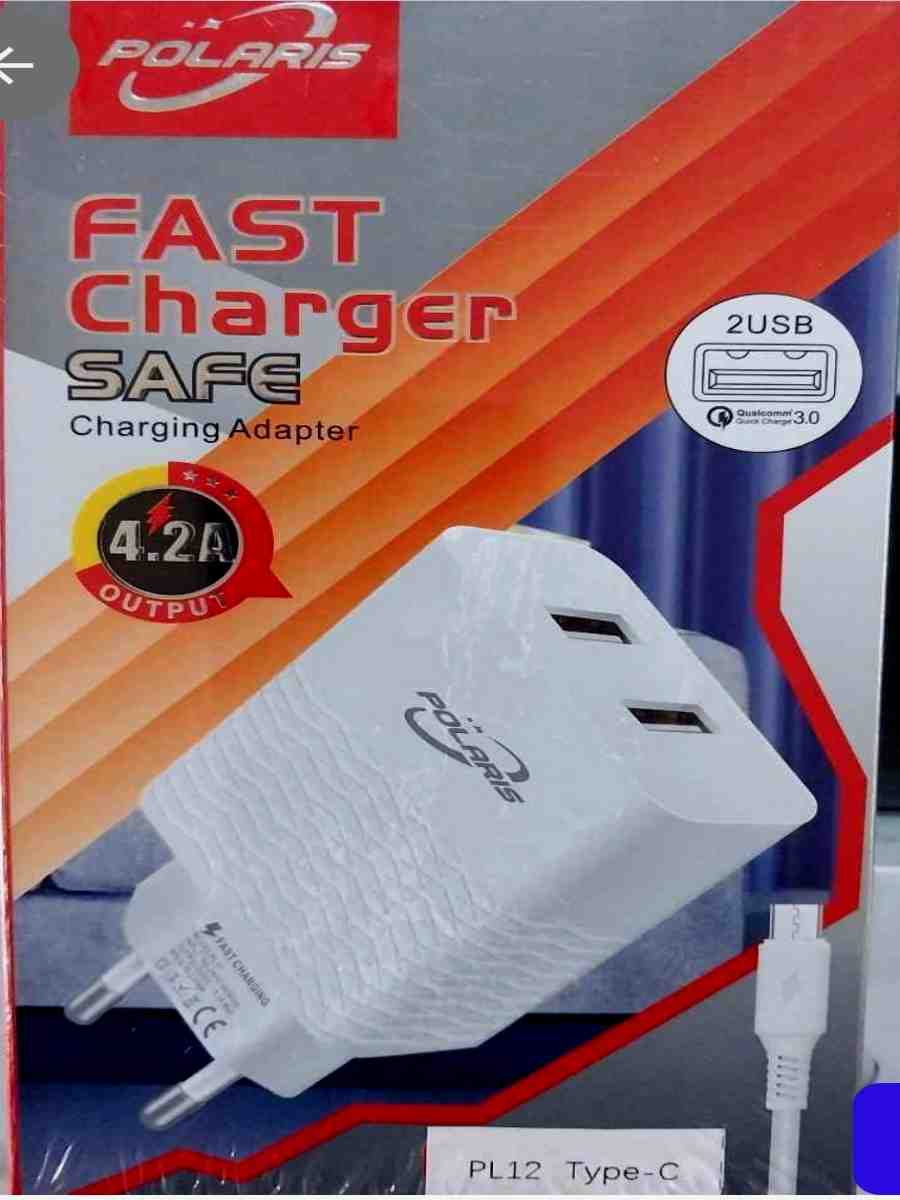 POLARIS
FAST
Charger
SAFE
Charging Adapter
2USB
Qualcomm
Quick Charge 3.0
4.2A
OUTPUT
POLARIS
FAST CHARGING
CE
PL12 Type-C